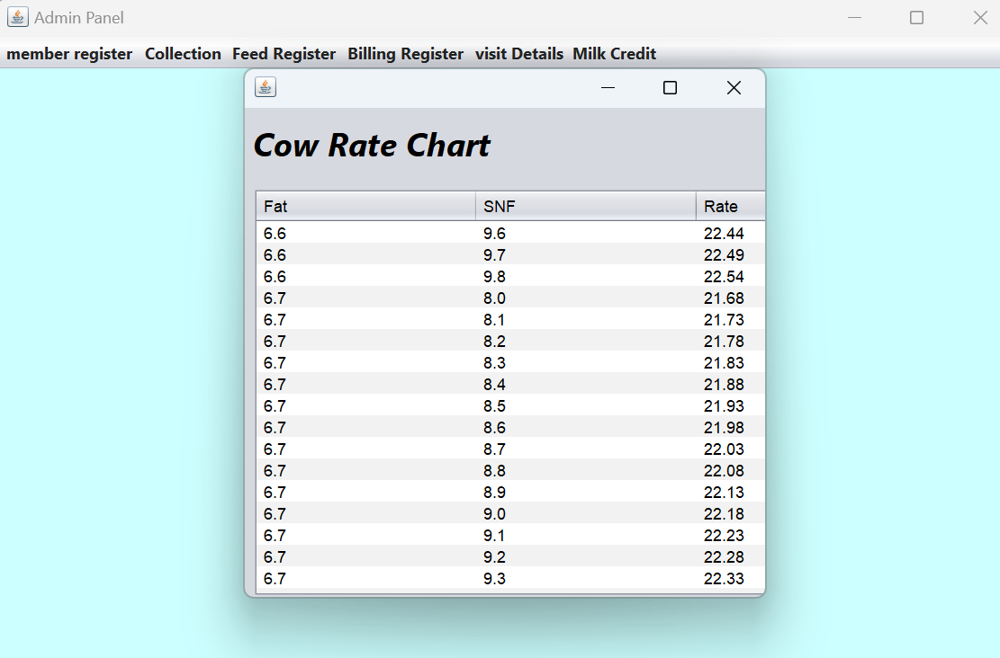 Admin Panel
member register Collection Feed Register Billing Register visit Details Milk Credit
Cow Rate Chart
Fat SNF Rate
6.6 9.6 22.44
6.6 9.7 22.49
6.6 9.8 22.54
6.7 8.0 21.68
6.7 8.1 21.73
6.7 8.2 21.78
6.7 8.3 21.83
6.7 8.4 21.88
6.7 8.5 21.93
6.7 8.6 21.98
6.7 8.7 22.03
6.7 8.8 22.08
6.7 8.9 22.13
6.7 9.0 22.18
6.7 9.1 22.23
6.7 9.2 22.28
6.7 9.3 22.33